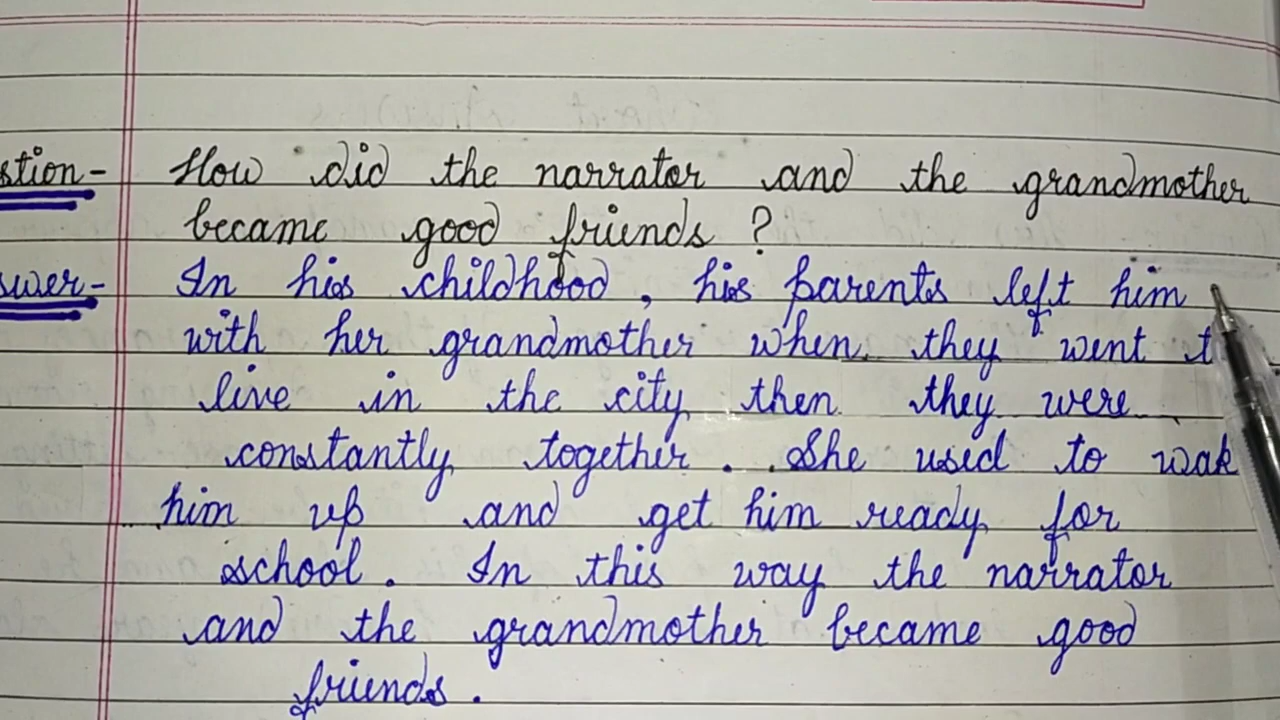 stion- How did the narrator and the grandmother
became good friends ?
swer- In his childhood, his parents left him
with her grandmother when they went t
live in the city then they were
constantly together. She used to wak
him up and get him ready for
school. In this way the narrator
and the grandmother became good
friends.